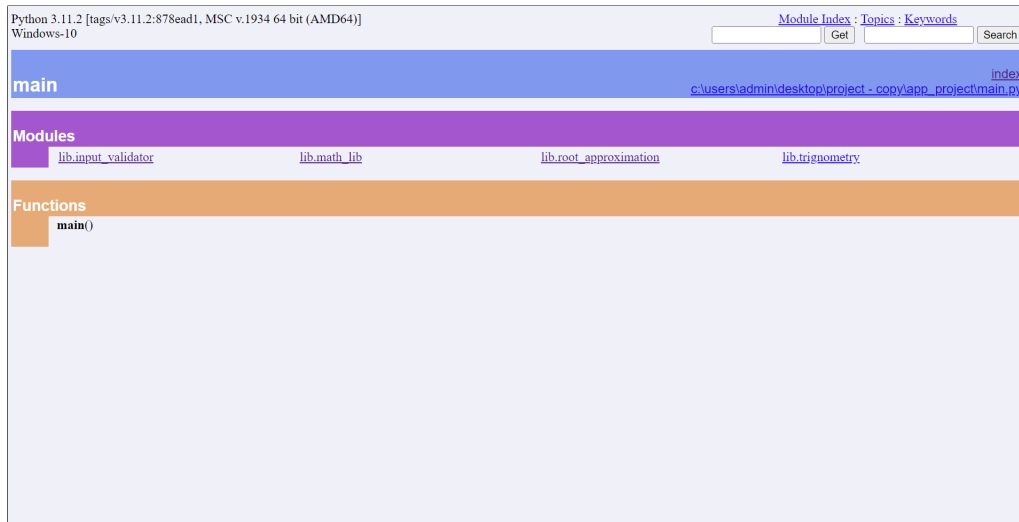 Python 3.11.2 [tags/v3.11.2:878ead1, MSC v.1934 64 bit (AMD64)]
Windows-10
Module Index : Topics : Keywords
Get Search
main
index
c:\users\admin\desktop\project - copy\app_project\main.py
Modules
lib.input_validator lib.math_lib lib.root_approximation lib.trignometry
Functions
main()